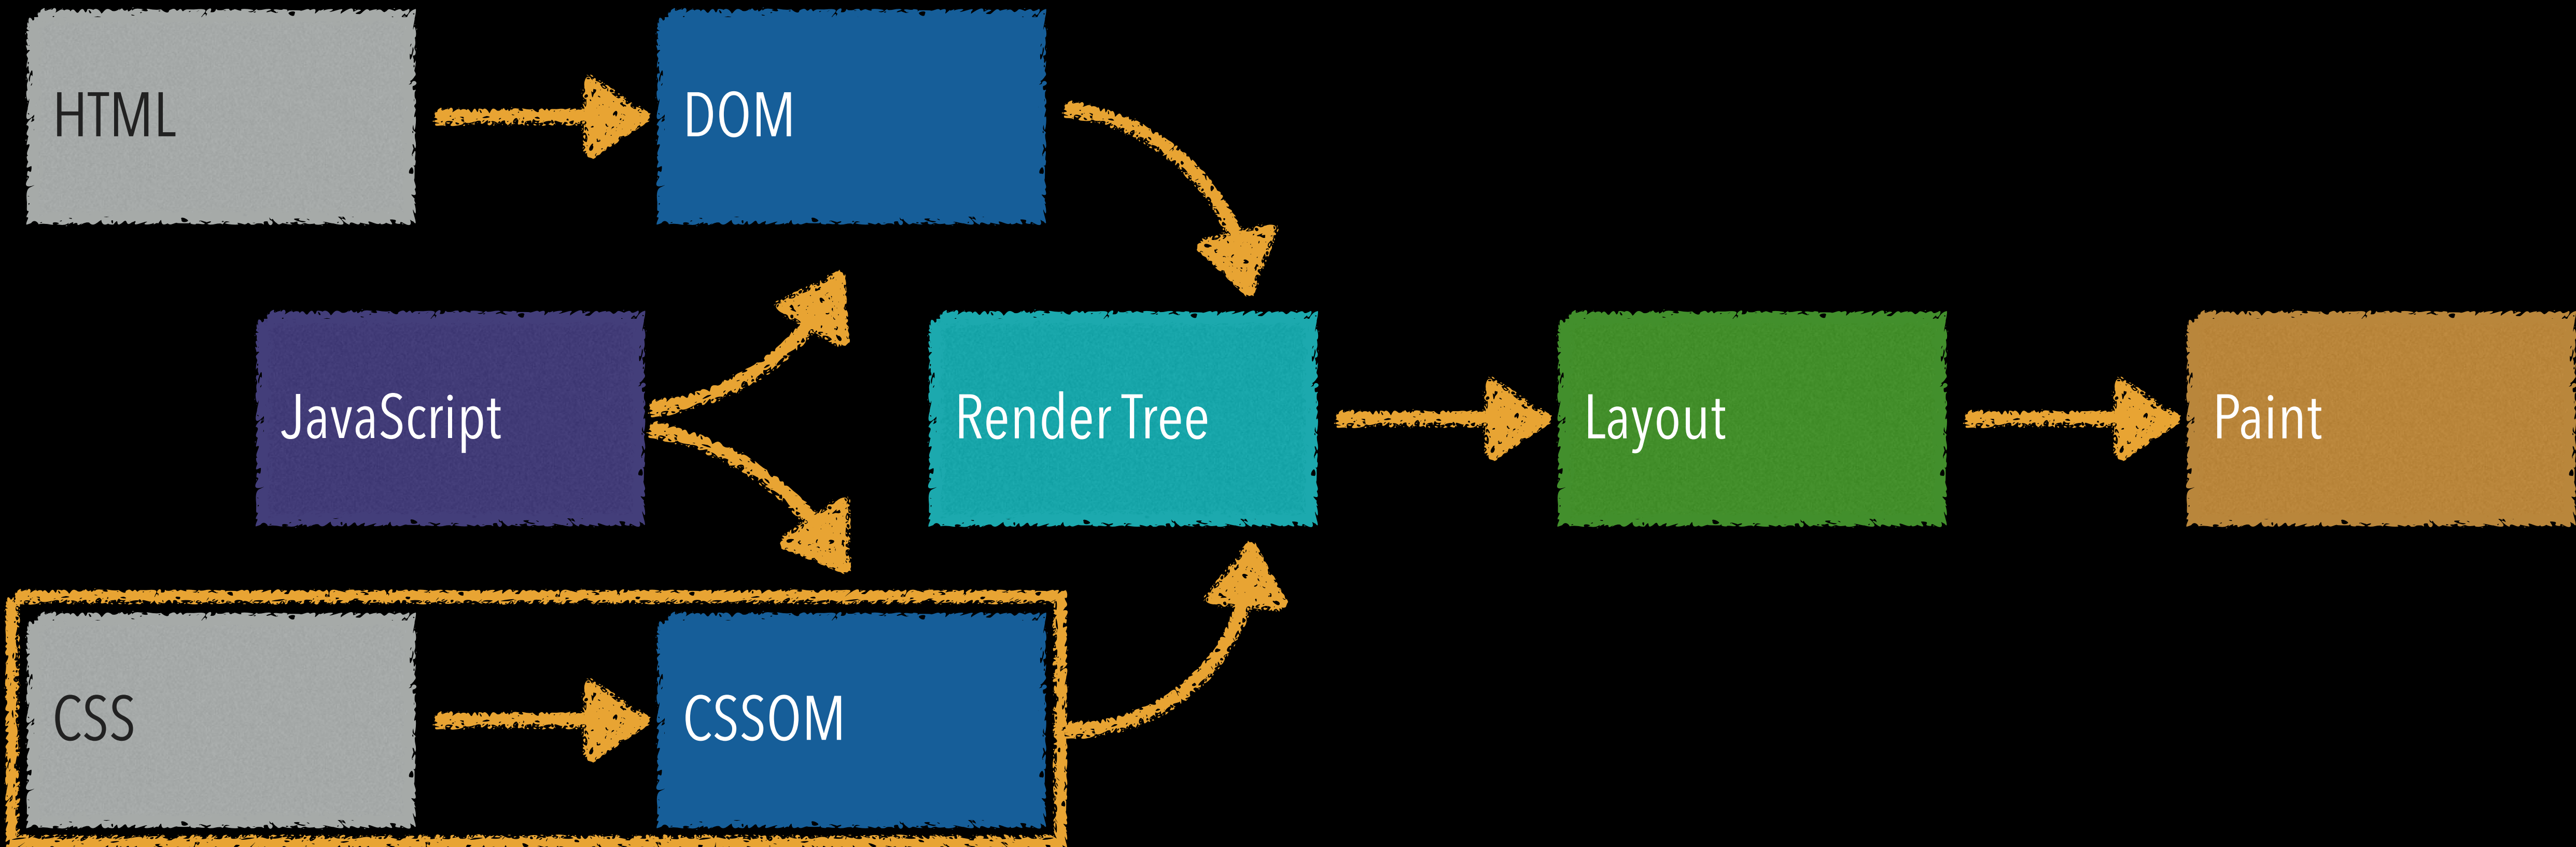 HTML
DOM
JavaScript
Render Tree
Layout
Paint
CSS
CSSOM